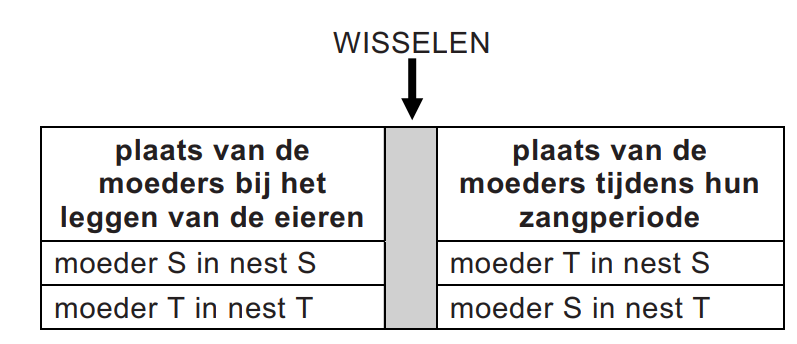 WISSELEN
plaats van de
moeders bij het
leggen van de eieren
plaats van de
moeders tijdens hun
zangperiode
moeder S in nest S
moeder T in nest S
moeder T in nest T
moeder S in nest T